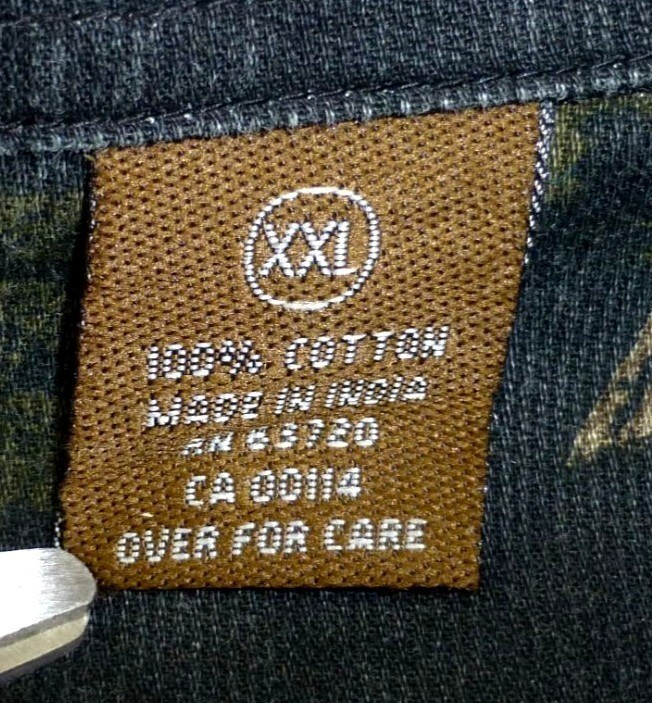 XXL
100% COTTON
MADE IN INDIA
RN 63720
CA 00114
OVER FOR CARE